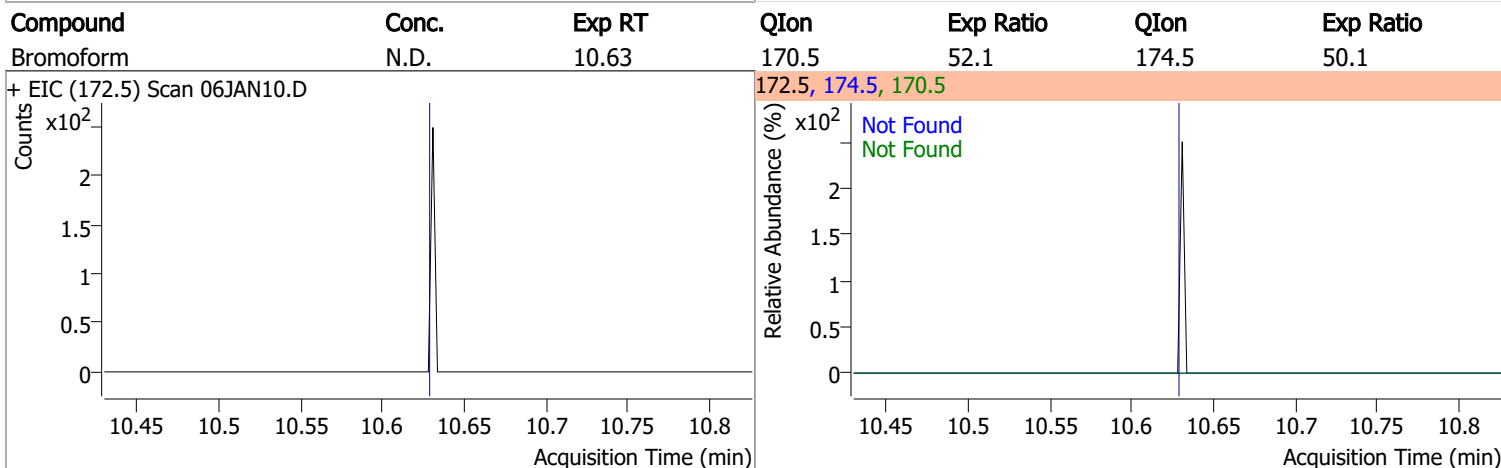 Compound Conc. Exp RT QIon Exp Ratio QIon Exp Ratio
Bromoform N.D. 10.63 170.5 52.1 174.5 50.1
+ EIC (172.5) Scan 06JAN10.D
Counts
x10²
2
1.5
1
0.5
0
10.45 10.5 10.55 10.6 10.65 10.7 10.75 10.8
Acquisition Time (min)
172.5, 174.5, 170.5
Relative Abundance (%)
x10²
Not Found
Not Found
2
1.5
1
0.5
0
10.45 10.5 10.55 10.6 10.65 10.7 10.75 10.8
Acquisition Time (min)